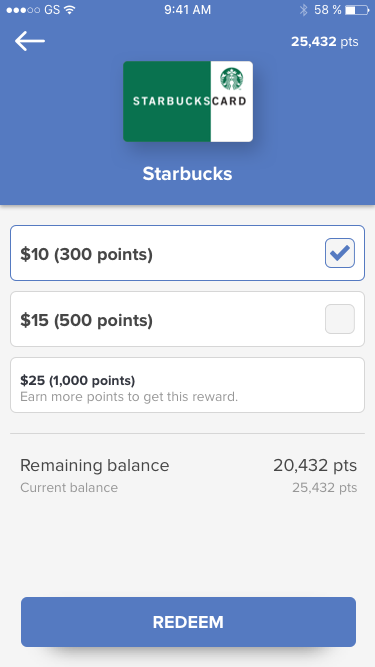 GS 9:41 AM 58 %
25,432 pts
STARBUCKSCARD
Starbucks
$10 (300 points)
$15 (500 points)
$25 (1,000 points)
Earn more points to get this reward.
Remaining balance 20,432 pts
Current balance 25,432 pts
REDEEM